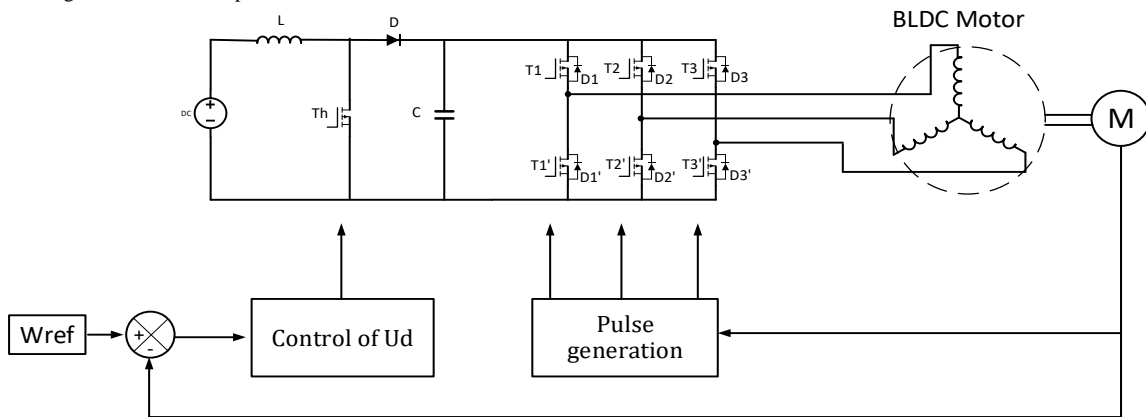 BLDC Motor
L
D
DC
+
-
Th
C
T1
D1
T2
D2
T3
D3
T1'
D1'
T2'
D2'
T3'
D3'
M
Wref
+
-
Control of Ud
Pulse
generation